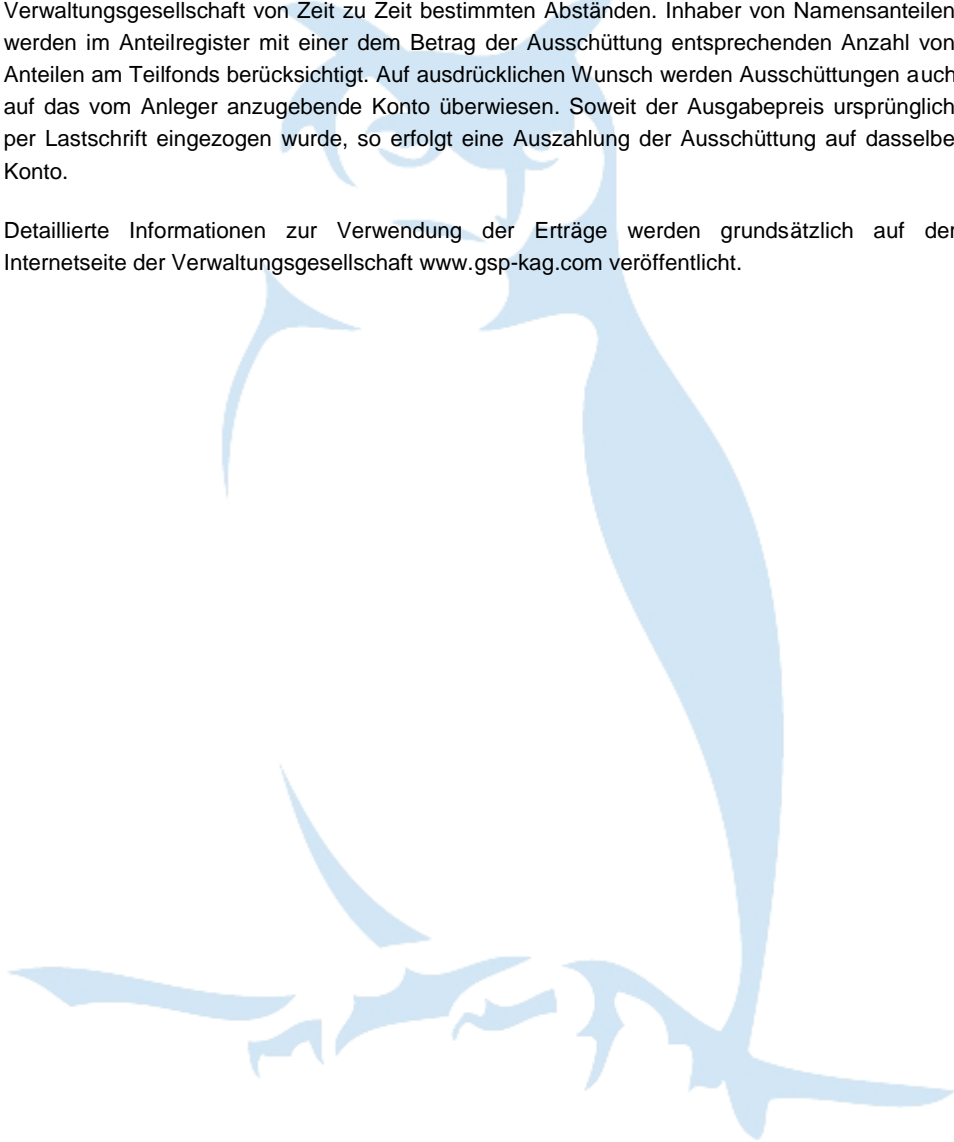 Verwaltungsgesellschaft von Zeit zu Zeit bestimmten Abständen. Inhaber von Namensanteilen
werden im Anteilregister mit einer dem Betrag der Ausschüttung entsprechenden Anzahl von
Anteilen am Teilfonds berücksichtigt. Auf ausdrücklichen Wunsch werden Ausschüttungen auch
auf das vom Anleger anzugebende Konto überwiesen. Soweit der Ausgabepreis ursprünglich
per Lastschrift eingezogen wurde, so erfolgt eine Auszahlung der Ausschüttung auf dasselbe
Konto.
Detaillierte Informationen zur Verwendung der Erträge werden grundsätzlich auf der
Internetseite der Verwaltungsgesellschaft www.gsp-kag.com veröffentlicht.